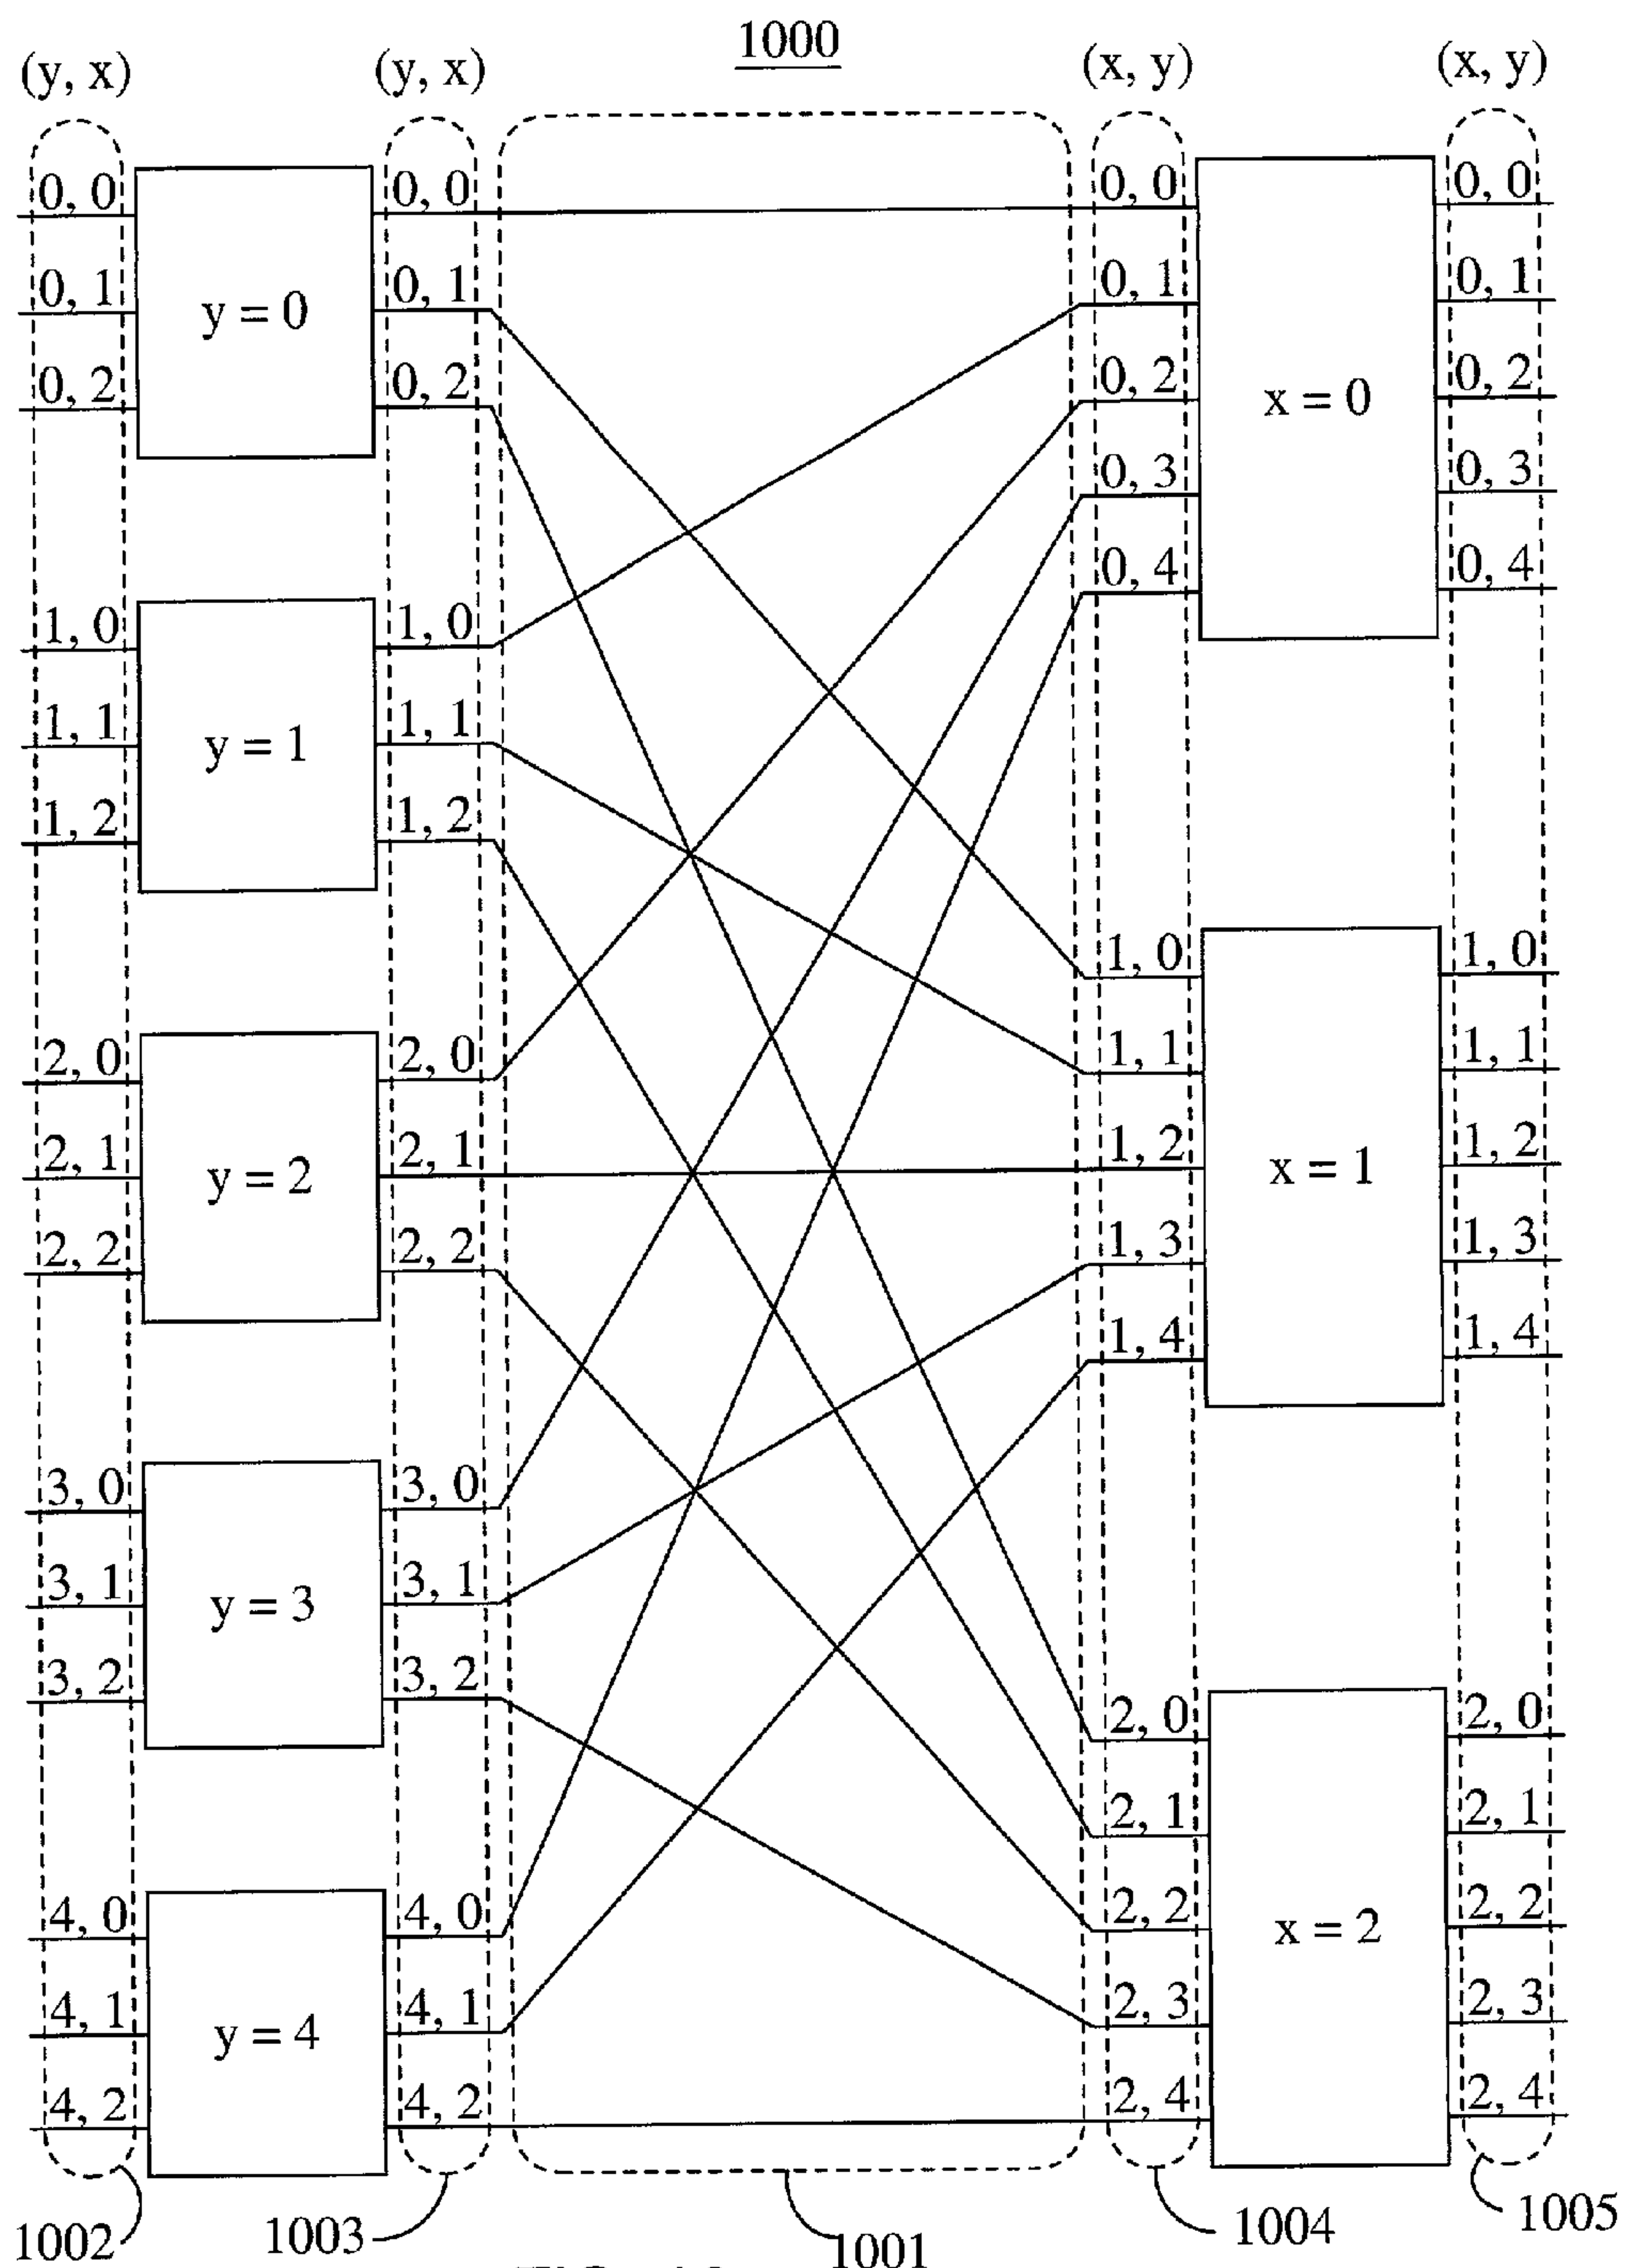 1000
(y, x) (y, x) (x, y) (x, y)
0, 0 0, 0 0, 0 0, 0
0, 1 0, 1 0, 1 0, 1
y = 0
0, 2 0, 2 0, 2 0, 2
x = 0
0, 3 0, 3
0, 4 0, 4
1, 0 1, 0
1, 1 1, 1
y = 1
1, 2 1, 2
1, 0 1, 0
2, 0 2, 0 1, 1 1, 1
2, 1 2, 1 1, 2 1, 2
y = 2 x = 1
2, 2 2, 2 1, 3 1, 3
1, 4 1, 4
3, 0 3, 0
3, 1 3, 1
y = 3
3, 2 3, 2
2, 0 2, 0
2, 1 2, 1
4, 0 4, 0 2, 2 2, 2
x = 2
4, 1 4, 1 2, 3 2, 3
y = 4
4, 2 4, 2 2, 4 2, 4
1002 1003 1001 1004 1005